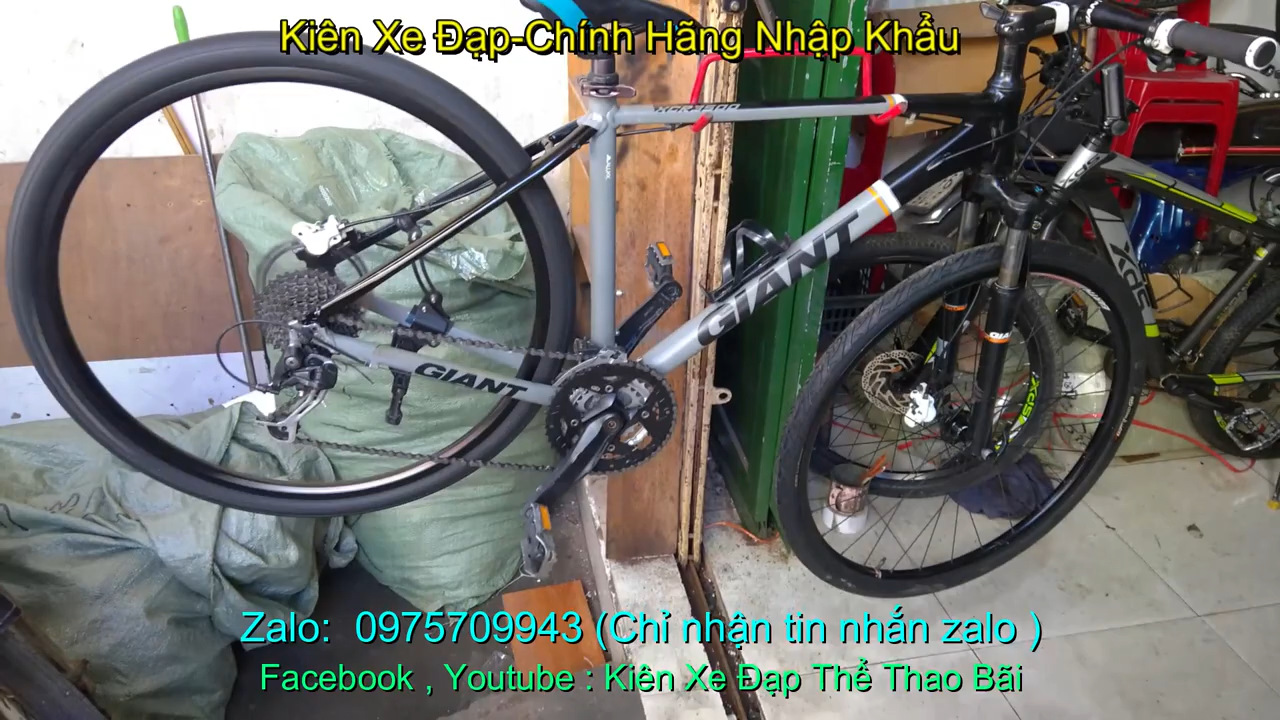 Kiên Xe Đạp-Chính Hãng Nhập Khẩu
GIANT
GIANT
Zalo: 0975709943 (Chỉ nhận tin nhắn zalo )
Facebook , Youtube : Kiên Xe Đạp Thể Thao Bãi